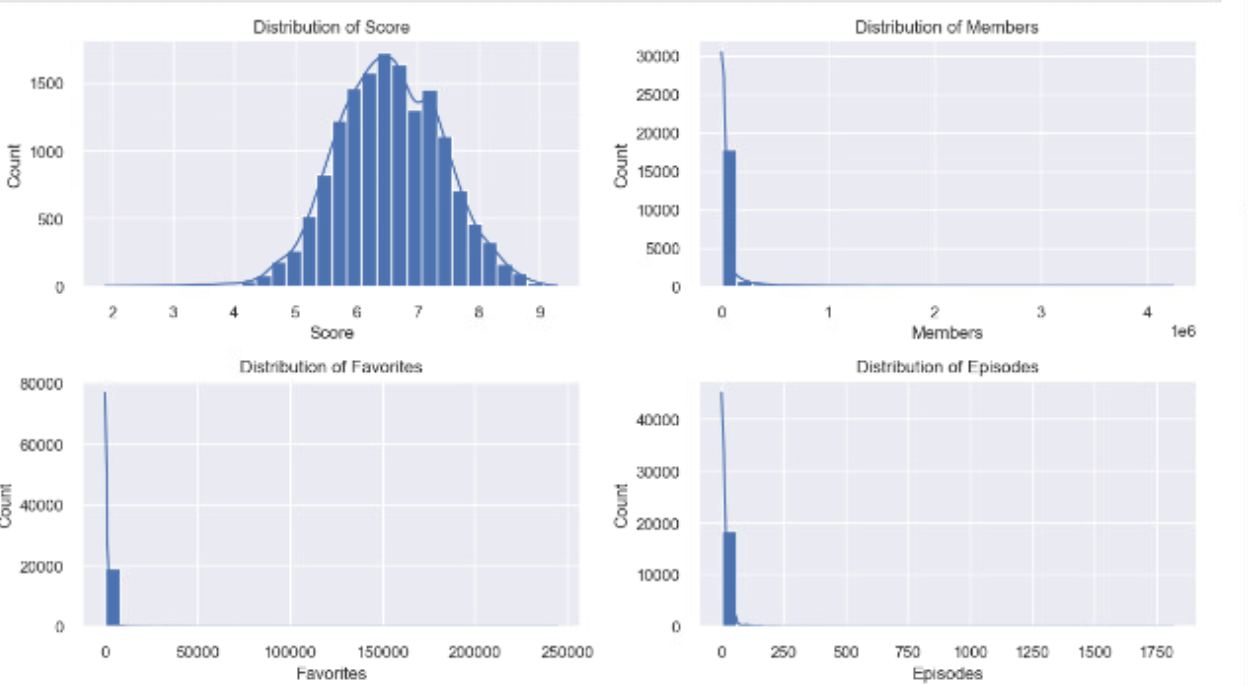 Distribution of Score
1500
1000
500
0
Count
2 3 4 5 6 7 8 9
Score
Distribution of Members
30000
25000
20000
15000
10000
5000
0
Count
0 1 2 3 4
1e6
Members
Distribution of Favorites
80000
60000
40000
20000
0
Count
0 50000 100000 150000 200000 250000
Favorites
Distribution of Episodes
40000
30000
20000
10000
0
Count
0 250 500 750 1000 1250 1500 1750
Episodes